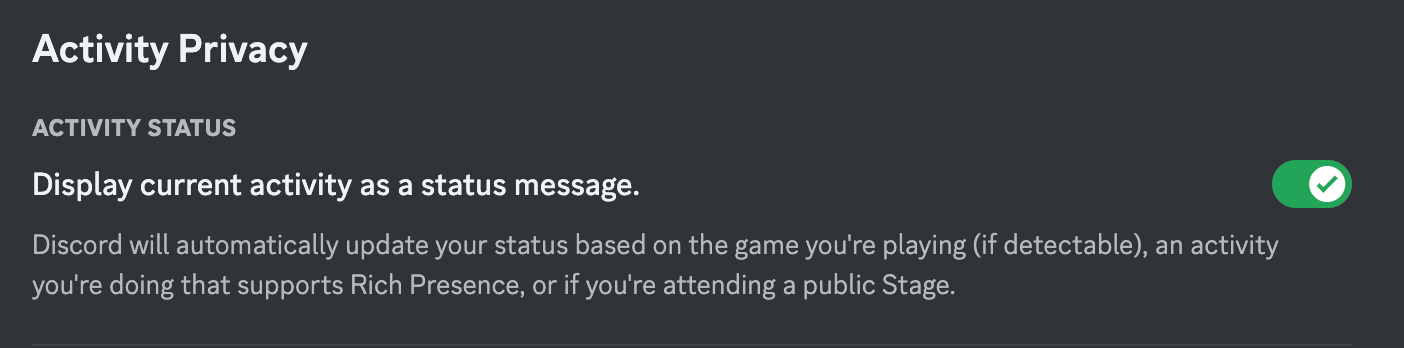 Activity Privacy
ACTIVITY STATUS
Display current activity as a status message.
Discord will automatically update your status based on the game you're playing (if detectable), an activity
you're doing that supports Rich Presence, or if you're attending a public Stage.